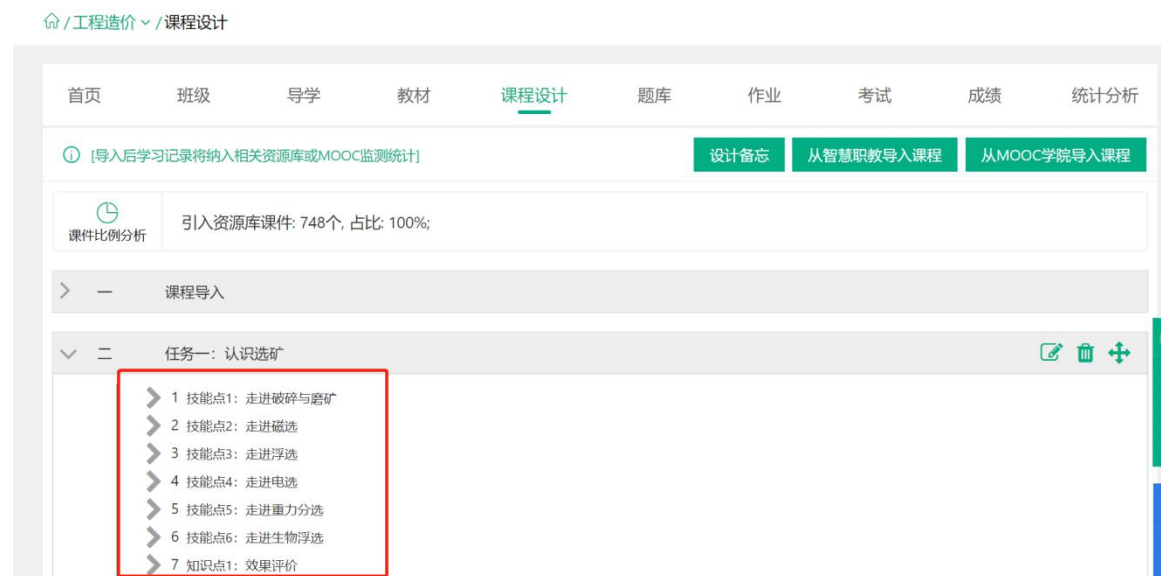 / 工程造价 / 课程设计
首页 班级 导学 教材 课程设计 题库 作业 考试 成绩 统计分析
[导入后学习记录将纳入相关资源库或MOOC监测统计] 设计备忘 从智慧职教导入课程 从MOOC学院导入课程
课件比例分析 引入资源库课件: 748个, 占比: 100%;
一 课程导入
二 任务一：认识选矿
1 技能点1：走进破碎与磨矿
2 技能点2：走进磁选
3 技能点3：走进浮选
4 技能点4：走进电选
5 技能点5：走进重力分选
6 技能点6：走进生物浮选
7 知识点1：效果评价